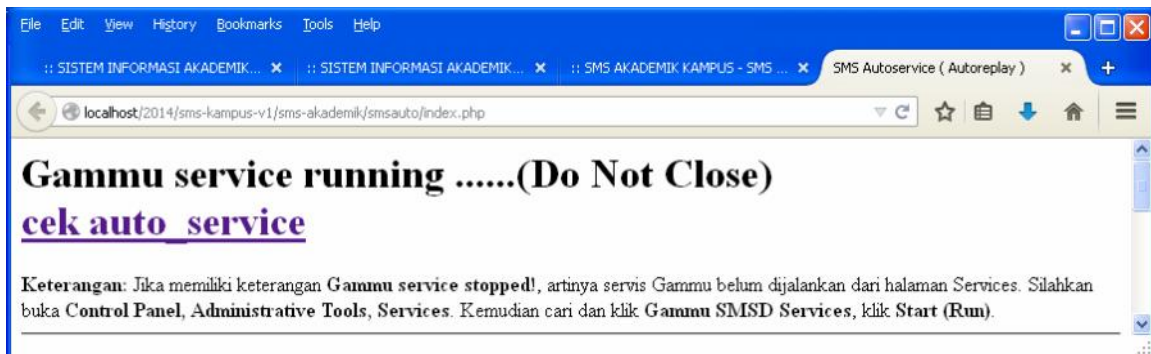 File Edit View History Bookmarks Tools Help
:: SISTEM INFORMASI AKADEMIK... :: SISTEM INFORMASI AKADEMIK... :: SMS AKADEMIK KAMPUS - SMS ... SMS Autoservice ( Autoreplay )
localhost/2014/sms-kampus-v1/sms-akademik/smsauto/index.php
Gammu service running ......(Do Not Close)
cek auto_service
Keterangan: Jika memiliki keterangan Gammu service stopped!, artinya servis Gammu belum dijalankan dari halaman Services. Silahkan
buka Control Panel, Administrative Tools, Services. Kemudian cari dan klik Gammu SMSD Services, klik Start (Run).